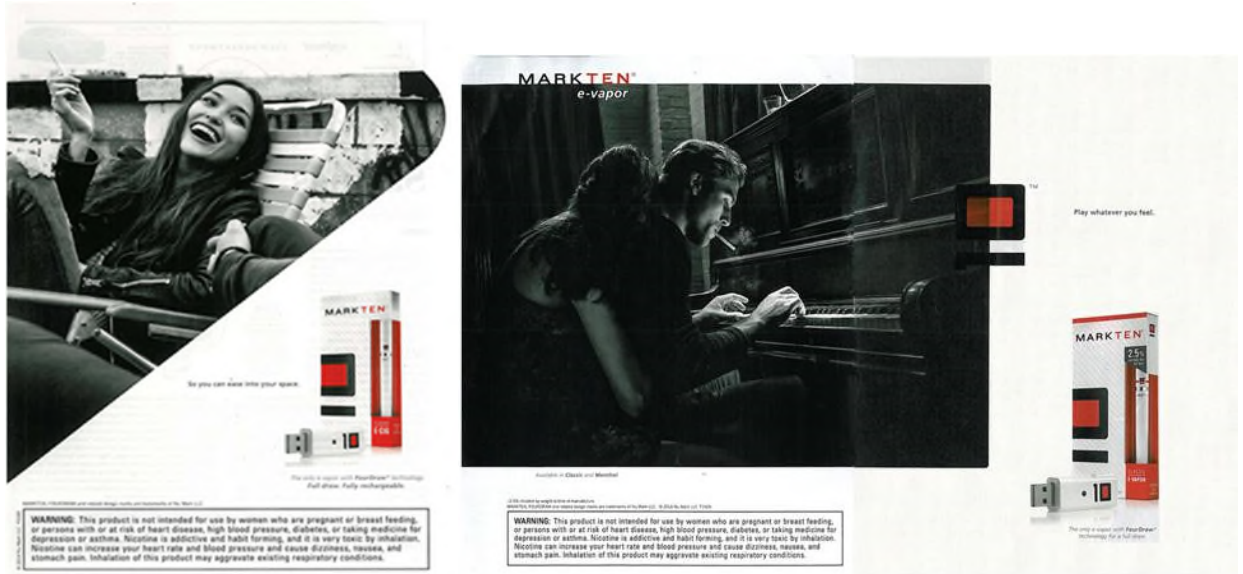 MARKTEN
So you can ease into your space.
The only e-vapor with FourDraw™ technology.
Full draw. Fully rechargeable.
WARNING: This product is not intended for use by women who are pregnant or breast feeding,
or persons with or at risk of heart disease, high blood pressure, diabetes, or taking medicine for
depression or asthma. Nicotine is addictive and habit forming, and it is very toxic by inhalation.
Nicotine can increase your heart rate and blood pressure and cause dizziness, nausea, and
stomach pain. Inhalation of this product may aggravate existing respiratory conditions.
MARKTEN®
e-vapor
TM
Play whatever you feel.
MARKTEN
2.5%
Available in Classic and Menthol
WARNING: This product is not intended for use by women who are pregnant or breast feeding,
or persons with or at risk of heart disease, high blood pressure, diabetes, or taking medicine for
depression or asthma. Nicotine is addictive and habit forming, and it is very toxic by inhalation.
Nicotine can increase your heart rate and blood pressure and cause dizziness, nausea, and
stomach pain. Inhalation of this product may aggravate existing respiratory conditions.
The only e-vapor with FourDraw™
technology for a full draw.